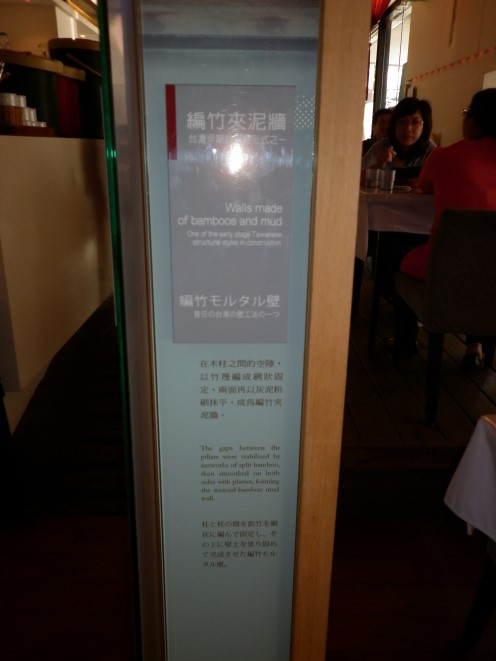 編竹夾泥牆
Walls made
of bamboos and mud
One of the early stage Taiwanese
structural styles in construction
編竹モルタル壁
昔日の台湾の壁工法の一つ
在木柱之間的空隙,
以竹篾編成網狀固
定,兩面再以灰泥粉
刷抹平,成為編竹夾
泥牆。
The gaps between the
pillars were stabilized by
networks of split bamboo,
then smoothed on both
sides with plaster, forming
the bamboo mud
wall.
柱と柱の間を割竹を網
状に編んで固定し、そ
の上に壁土を塗り固め
て完成させた編竹モル
タル壁。